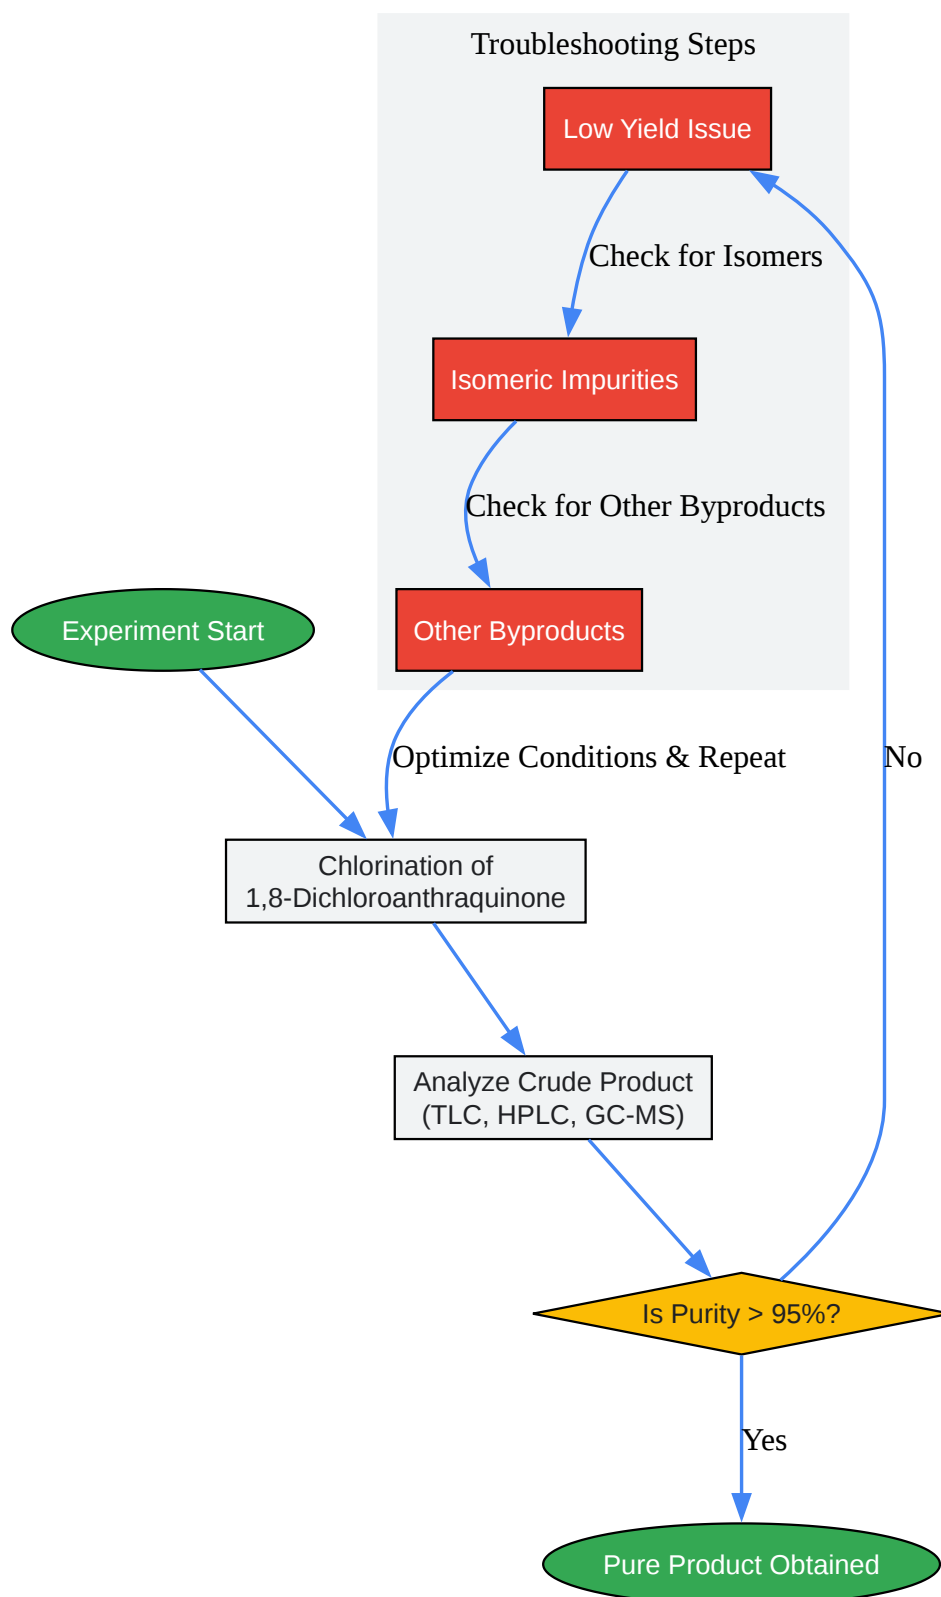 Troubleshooting Steps
Low Yield Issue
Check for Isomers
Isomeric Impurities
Check for Other Byproducts
Experiment Start
Other Byproducts
Optimize Conditions & Repeat
No
Chlorination of
1,8-Dichloroanthraquinone
Analyze Crude Product
(TLC, HPLC, GC-MS)
Is Purity > 95%?
Yes
Pure Product Obtained